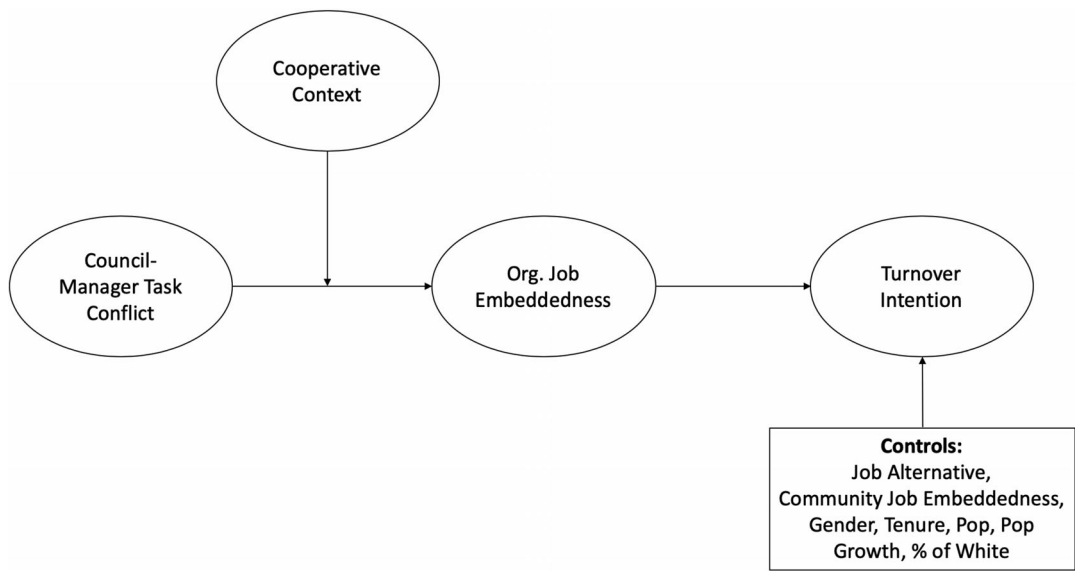 Cooperative
Context
Council-
Manager Task
Conflict
Org. Job
Embeddedness
Turnover
Intention
Controls:
Job Alternative,
Community Job Embeddedness,
Gender, Tenure, Pop, Pop
Growth, % of White